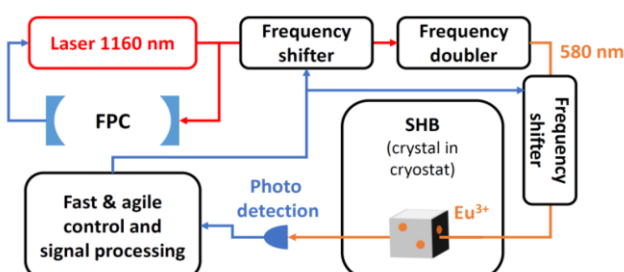 Laser 1160 nm
Frequency
shifter
Frequency
doubler
580 nm
FPC
Frequency
shifter
SHB
(crystal in
cryostat)
Photo
detection
Eu³⁺
Fast & agile
control and
signal processing